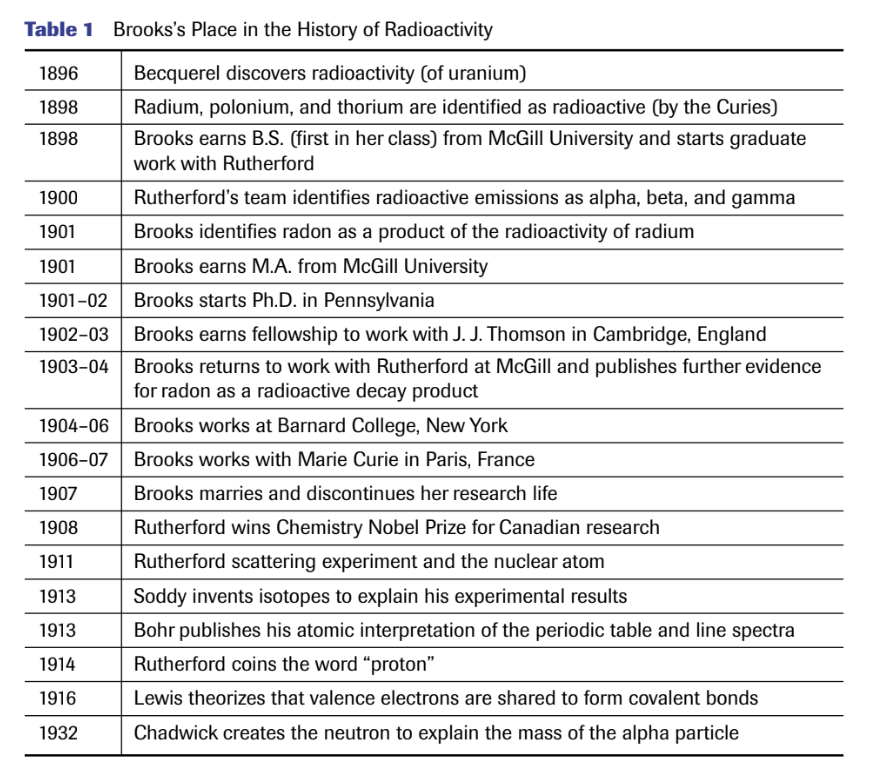 Table 1 Brooks's Place in the History of Radioactivity
1896 Becquerel discovers radioactivity (of uranium)
1898 Radium, polonium, and thorium are identified as radioactive (by the Curies)
1898 Brooks earns B.S. (first in her class) from McGill University and starts graduate
work with Rutherford
1900 Rutherford's team identifies radioactive emissions as alpha, beta, and gamma
1901 Brooks identifies radon as a product of the radioactivity of radium
1901 Brooks earns M.A. from McGill University
1901–02 Brooks starts Ph.D. in Pennsylvania
1902–03 Brooks earns fellowship to work with J. J. Thomson in Cambridge, England
1903–04 Brooks returns to work with Rutherford at McGill and publishes further evidence
for radon as a radioactive decay product
1904–06 Brooks works at Barnard College, New York
1906–07 Brooks works with Marie Curie in Paris, France
1907 Brooks marries and discontinues her research life
1908 Rutherford wins Chemistry Nobel Prize for Canadian research
1911 Rutherford scattering experiment and the nuclear atom
1913 Soddy invents isotopes to explain his experimental results
1913 Bohr publishes his atomic interpretation of the periodic table and line spectra
1914 Rutherford coins the word “proton”
1916 Lewis theorizes that valence electrons are shared to form covalent bonds
1932 Chadwick creates the neutron to explain the mass of the alpha particle